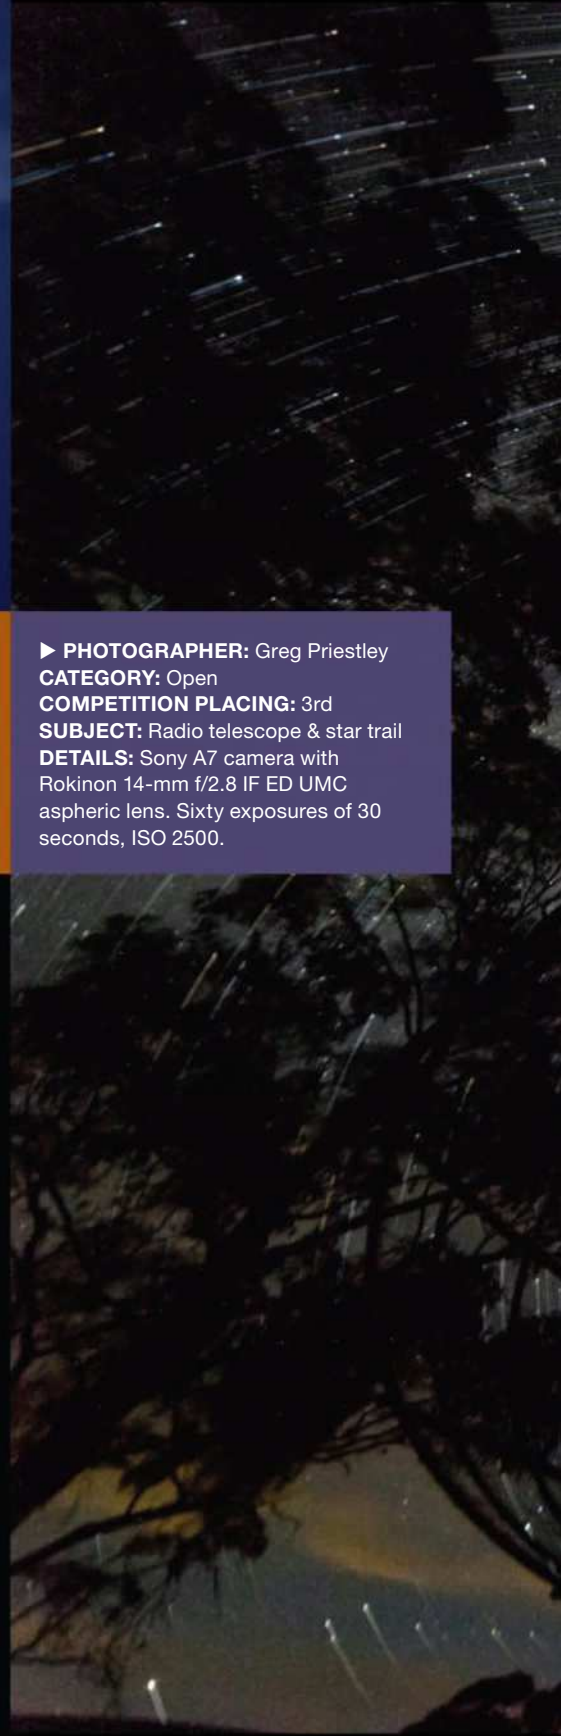 ▶ PHOTOGRAPHER: Greg Priestley
CATEGORY: Open
COMPETITION PLACING: 3rd
SUBJECT: Radio telescope & star trail
DETAILS: Sony A7 camera with
Rokinon 14-mm f/2.8 IF ED UMC
aspheric lens. Sixty exposures of 30
seconds, ISO 2500.